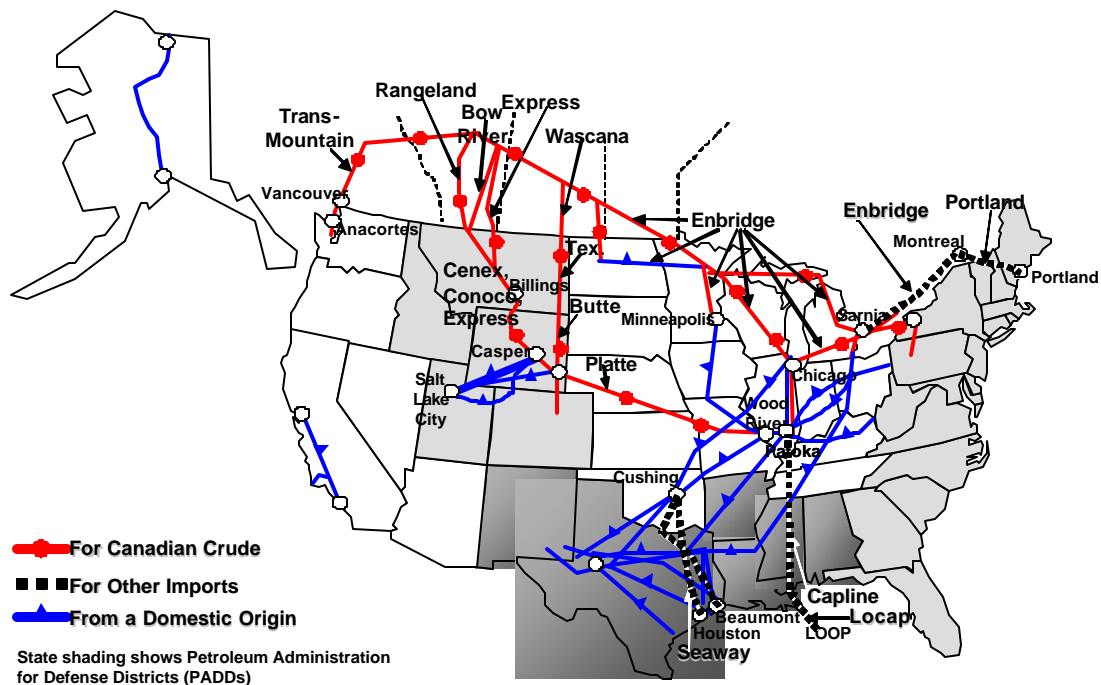 Rangeland
Express
Bow
River
Trans-
Mountain
Wascana
Vancouver
Anacortes
Enbridge
Enbridge
Portland
Montreal
Portland
Tex
Cenex,
Conoco,
Express
Billings
Butte
Minneapolis
Sarnia
Casper
Platte
Chicago
Salt
Lake
City
Wood
River
Patoka
Cushing
For Canadian Crude
For Other Imports
From a Domestic Origin
Capline
Beaumont
Locap
Houston
LOOP
Seaway
State shading shows Petroleum Administration
for Defense Districts (PADDs)